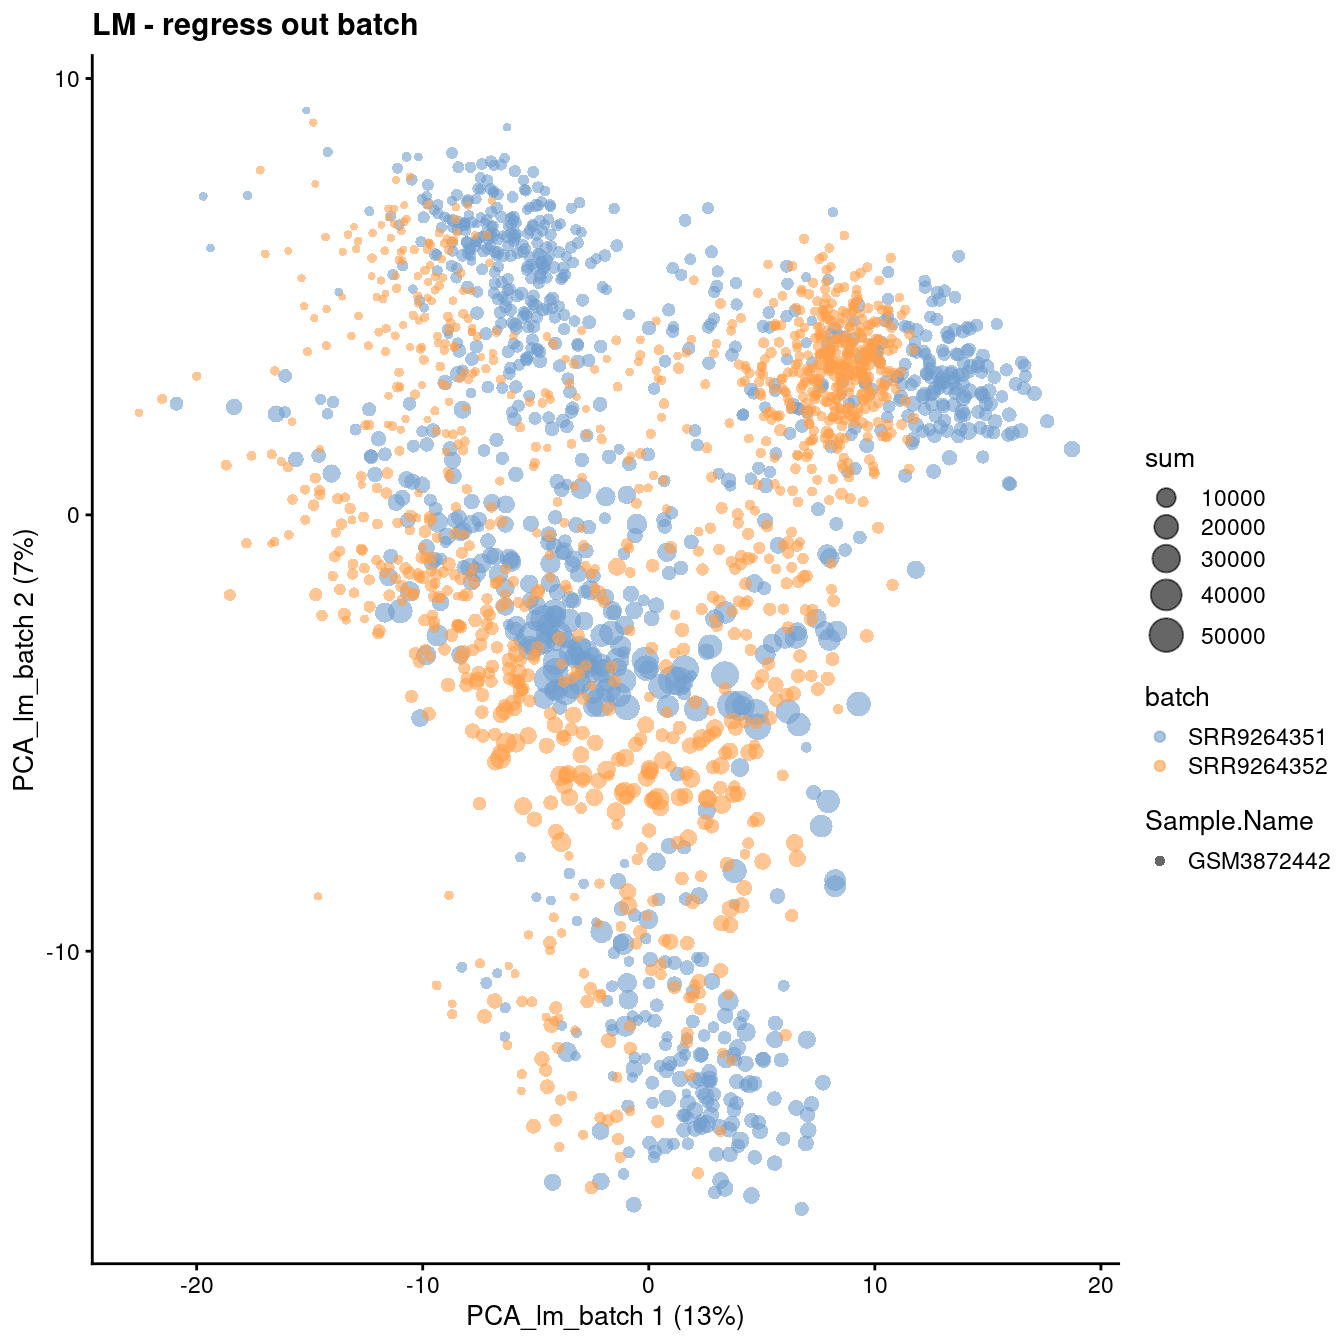 LM - regress out batch
10
0
-10
PCA_lm_batch 2 (7%)
-20
-10
0
10
20
PCA_lm_batch 1 (13%)
sum
10000
20000
30000
40000
50000
batch
SRR9264351
SRR9264352
Sample.Name
GSM3872442